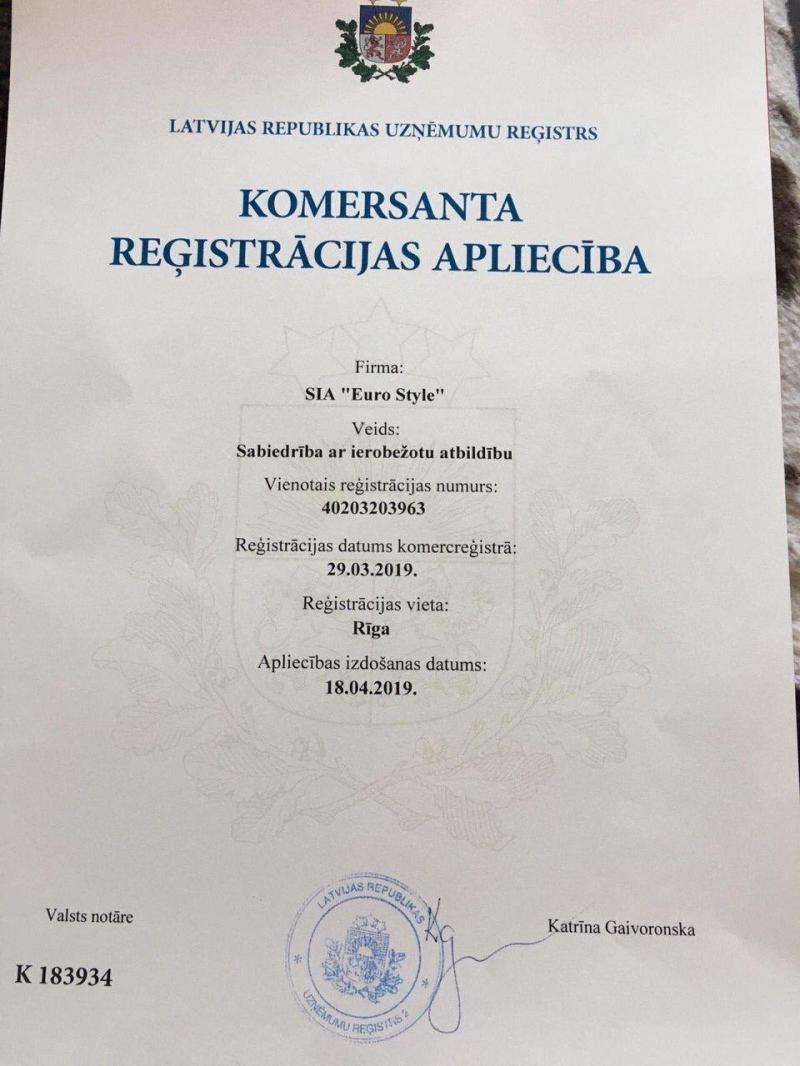 LATVIJAS REPUBLIKAS UZŅĒMUMU REĢISTRS
KOMERSANTA
REĢISTRĀCIJAS APLIECĪBA
Firma:
SIA "Euro Style"
Veids:
Sabiedrība ar ierobežotu atbildību
Vienotais reģistrācijas numurs:
40203203963
Reģistrācijas datums komercreģistrā:
29.03.2019.
Reģistrācijas vieta:
Rīga
Apliecības izdošanas datums:
18.04.2019.
Valsts notāre
Katrīna Gaivoronska
K 183934
LATVIJAS REPUBLIKAS
UZŅĒMUMU REĢISTRS 2